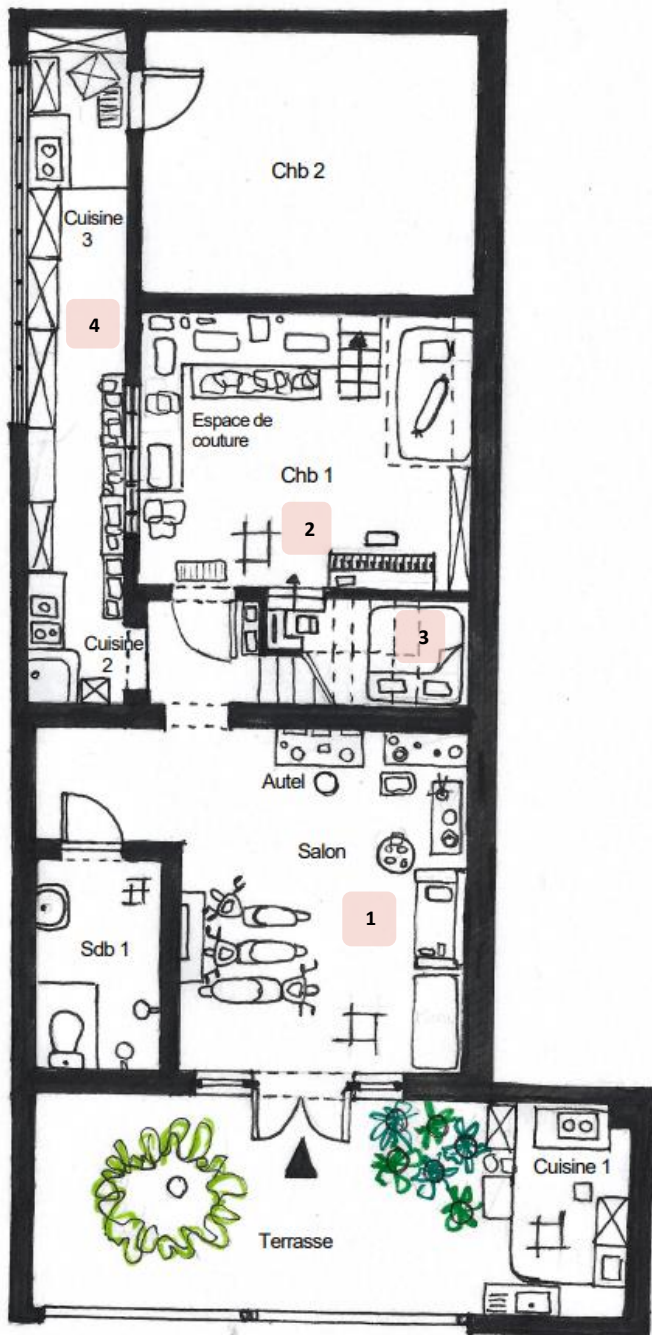 Chb 2
Cuisine
3
4
Espace de
couture
Chb 1
2
3
Cuisine
2
Autel
Salon
1
Sdb 1
Cuisine 1
Terrasse